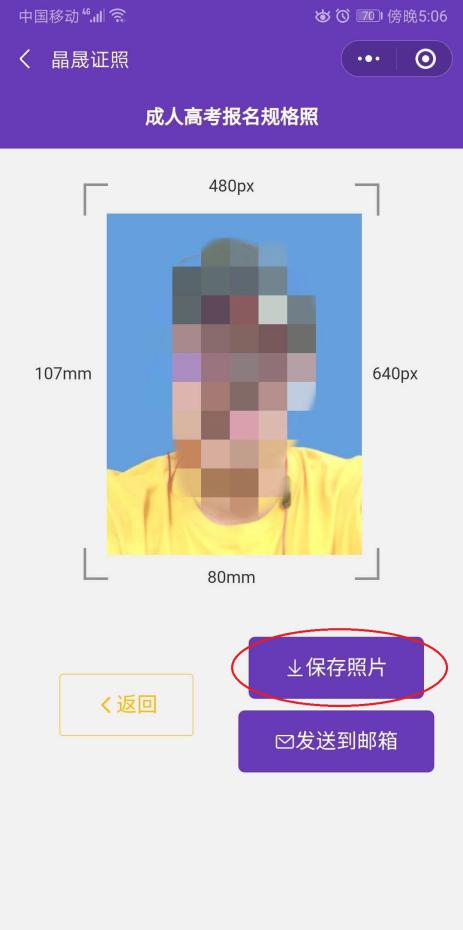 中国移动 4G 70 傍晚5:06
晶晟证照
成人高考报名规格照
480px
107mm
640px
80mm
保存照片
返回
发送到邮箱